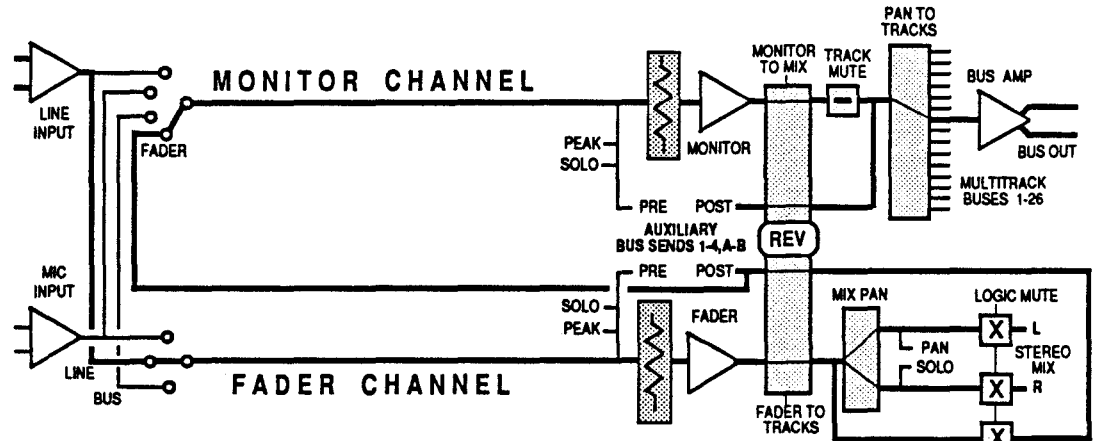 PAN TO
TRACKS
MONITOR
TO MIX
TRACK
MUTE
BUS AMP
LINE
INPUT
MONITOR CHANNEL
FADER
MONITOR
BUS OUT
PEAK
SOLO
MULTITRACK
BUSES 1-26
PRE POST
AUXILIARY
BUS SENDS 1-4,A-B
REV
MIC
INPUT
PRE POST
SOLO
PEAK
FADER
MIX PAN
LOGIC MUTE
X L
PAN
SOLO
STEREO
MIX
X R
LINE
BUS
FADER CHANNEL
FADER TO
TRACKS
X